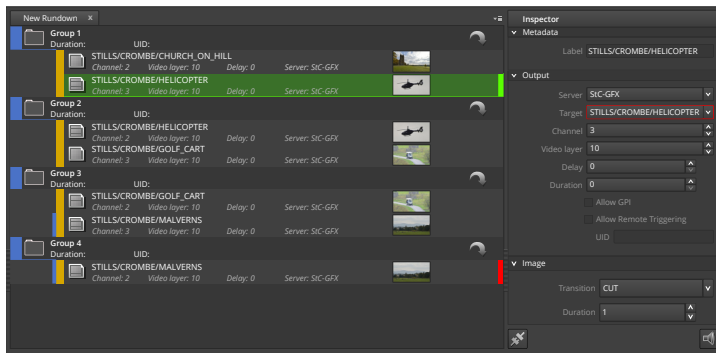 New Rundown x
Group 1
Duration: UID:
STILLS/CROMBE/CHURCH_ON_HILL
Channel: 2 Video layer: 10 Delay: 0 Server: StC-GFX
STILLS/CROMBE/HELICOPTER
Channel: 3 Video layer: 10 Delay: 0 Server: StC-GFX
Group 2
Duration: UID:
STILLS/CROMBE/HELICOPTER
Channel: 2 Video layer: 10 Delay: 0 Server: StC-GFX
STILLS/CROMBE/GOLF_CART
Channel: 3 Video layer: 10 Delay: 0 Server: StC-GFX
Group 3
Duration: UID:
STILLS/CROMBE/GOLF_CART
Channel: 2 Video layer: 10 Delay: 0 Server: StC-GFX
STILLS/CROMBE/MALVERNS
Channel: 3 Video layer: 10 Delay: 0 Server: StC-GFX
Group 4
Duration: UID:
STILLS/CROMBE/MALVERNS
Channel: 2 Video layer: 10 Delay: 0 Server: StC-GFX
Inspector
Metadata
Label STILLS/CROMBE/HELICOPTER
Output
Server StC-GFX
Target STILLS/CROMBE/HELICOPTER
Channel 3
Video layer 10
Delay 0
Duration 0
Allow GPI
Allow Remote Triggering
UID
Image
Transition CUT
Duration 1